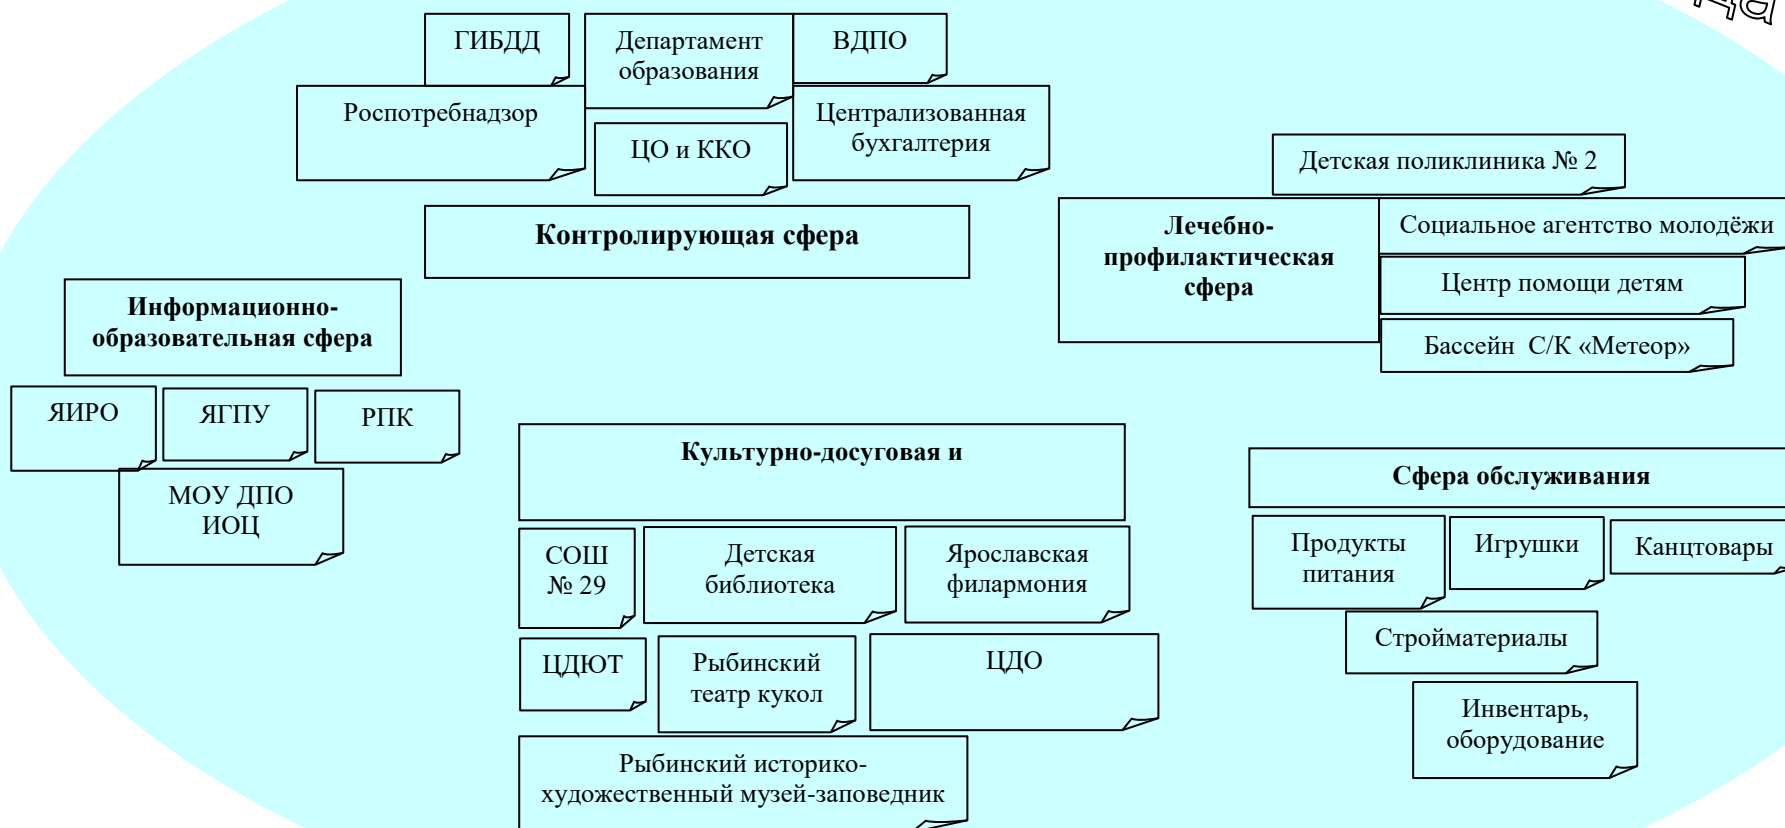 ГИБДД
Департамент
образования
ВДПО
Роспотребнадзор
Централизованная
бухгалтерия
ЦО и ККО
Контролирующая сфера
Детская поликлиника № 2
Лечебно-
профилактическая
сфера
Социальное агентство молодёжи
Центр помощи детям
Бассейн С/К «Метеор»
Информационно-
образовательная сфера
ЯИРО
ЯГПУ
РПК
МОУ ДПО
ИОЦ
Культурно-досуговая и
СОШ
№ 29
Детская
библиотека
Ярославская
филармония
ЦДЮТ
Рыбинский
театр кукол
ЦДО
Рыбинский историко-
художественный музей-заповедник
Сфера обслуживания
Продукты
питания
Игрушки
Канцтовары
Стройматериалы
Инвентарь,
оборудование